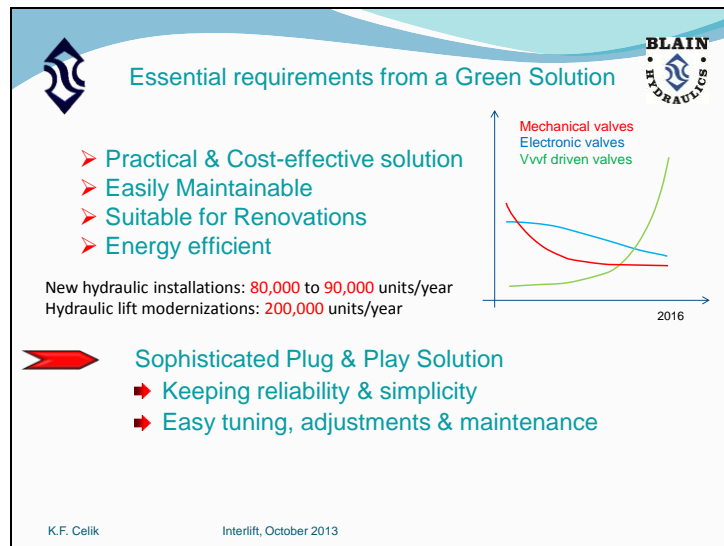 BLAIN
HYDRAULICS
Essential requirements from a Green Solution
Mechanical valves
Electronic valves
Vvvf driven valves
Practical & Cost-effective solution
Easily Maintainable
Suitable for Renovations
Energy efficient
New hydraulic installations: 80,000 to 90,000 units/year
Hydraulic lift modernizations: 200,000 units/year
2016
Sophisticated Plug & Play Solution
Keeping reliability & simplicity
Easy tuning, adjustments & maintenance
K.F. Celik
Interlift, October 2013